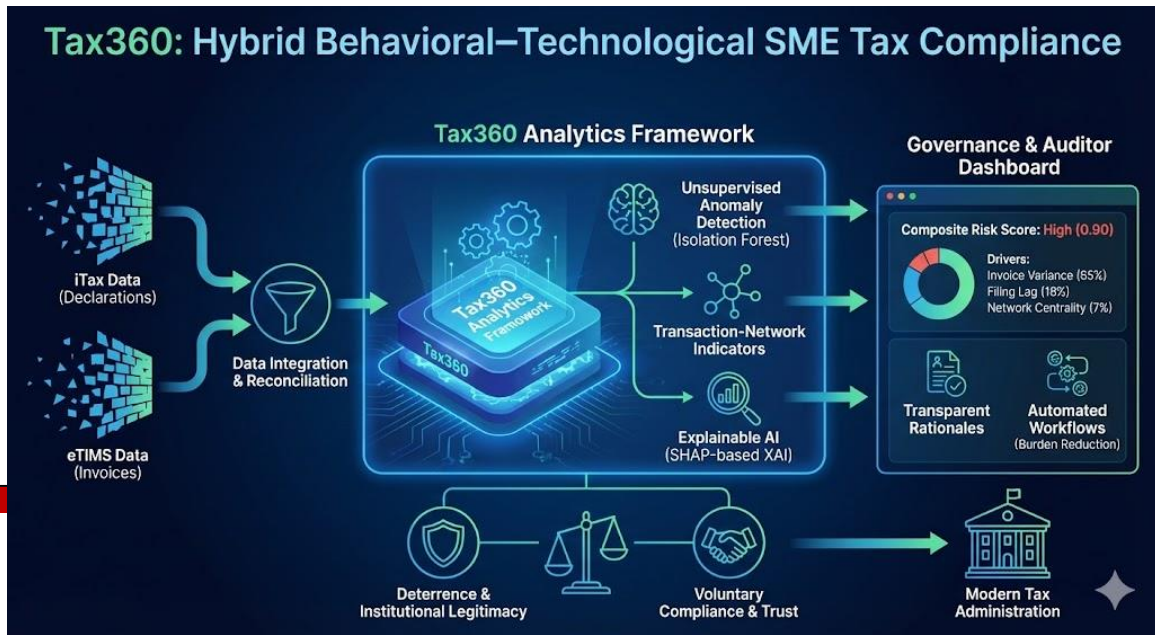 Tax360: Hybrid Behavioral–Technological SME Tax Compliance
iTax Data
(Declarations)
eTIMS Data
(Invoices)
Data Integration
& Reconciliation
Tax360 Analytics Framework
Tax360
Analytics
Framowork
Tax360
Unsupervised
Anomaly
Detection
(Isolation Forest)
Transaction-Network
Indicators
Explainable AI
(SHAP-based XAI)
Governance & Auditor
Dashboard
Composite Risk Score: High (0.90)
Drivers:
Invoice Variance (65%)
Filing Lag (18%)
Network Centrality (7%)
Transparent
Rationales
Automated
Workflows
(Burden Reduction)
Deterrence &
Institutional Legitimacy
Voluntary
Compliance & Trust
Modern Tax
Administration